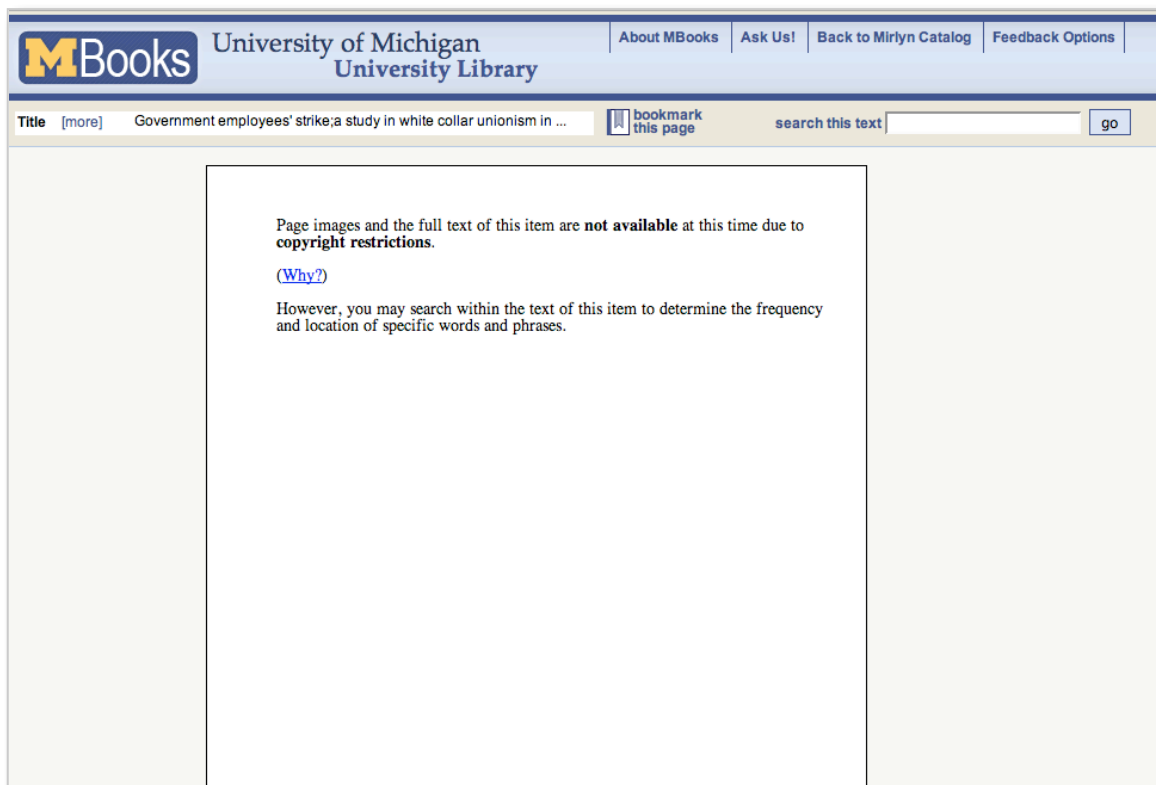 MBooks
University of Michigan
University Library
About MBooks
Ask Us!
Back to Mirlyn Catalog
Feedback Options
Title [more] Government employees' strike;a study in white collar unionism in ...
bookmark
this page
search this text
go
Page images and the full text of this item are not available at this time due to
copyright restrictions.
(Why?)
However, you may search within the text of this item to determine the frequency
and location of specific words and phrases.